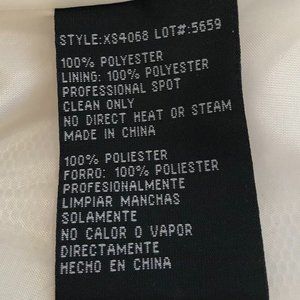 STYLE:XS4068 LOT#:5659
100% POLYESTER
LINING: 100% POLYESTER
PROFESSIONAL SPOT
CLEAN ONLY
NO DIRECT HEAT OR STEAM
MADE IN CHINA
100% POLIESTER
FORRO: 100% POLIESTER
PROFESIONALMENTE
LIMPIAR MANCHAS
SOLAMENTE
NO CALOR O VAPOR
DIRECTAMENTE
HECHO EN CHINA